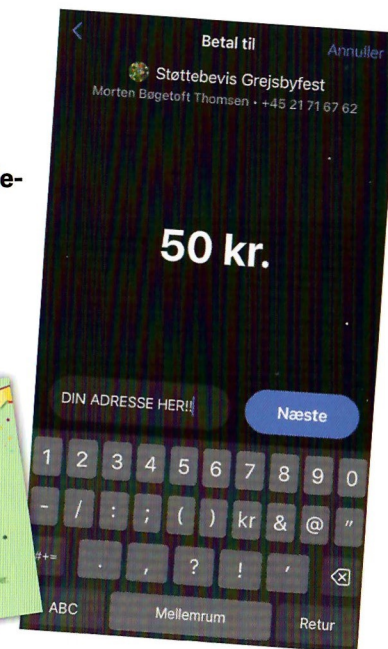 e-
Betal til
Annuller
Støttebevis Grejsbyfest
Morten Bøgetoft Thomsen • +45 21 71 67 62
50 kr.
DIN ADRESSE HER!!
Næste
1 2 3 4 5 6 7 8 9 0
- / : ; ( ) kr & @ "
#+= . , ? ! '
ABC Mellemrum Retur